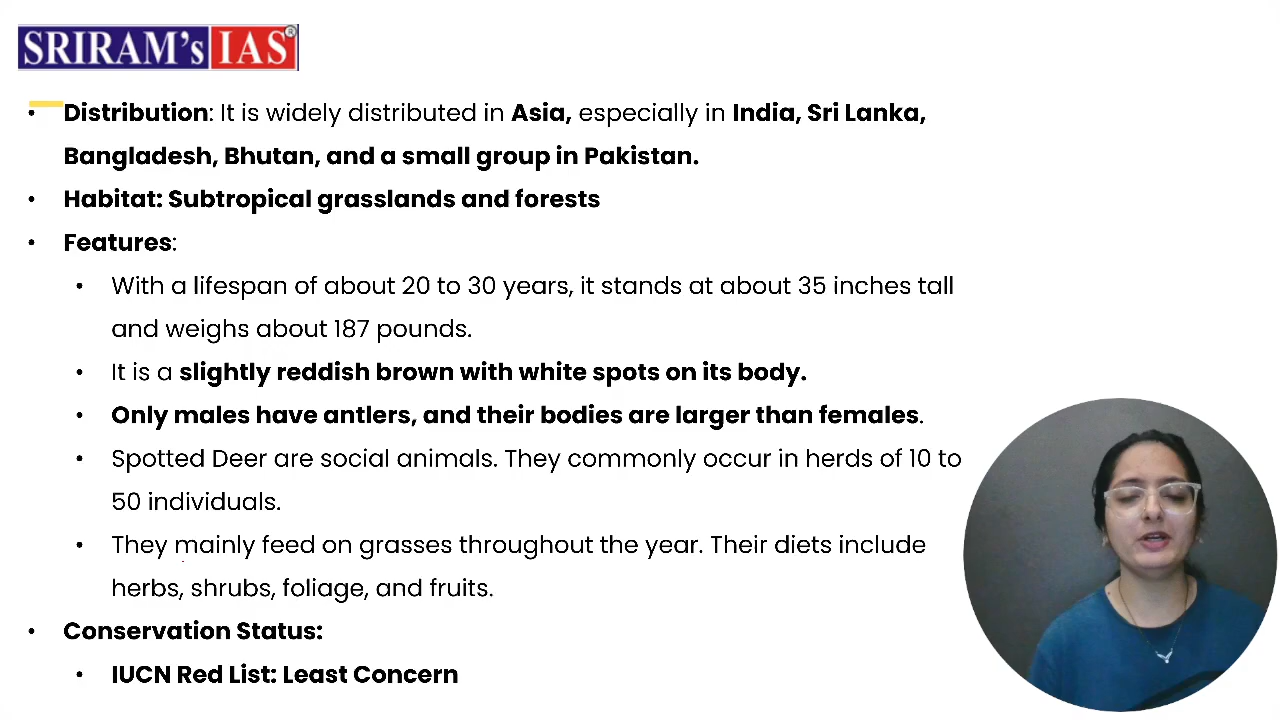 SRIRAM's IAS®
• Distribution: It is widely distributed in Asia, especially in India, Sri Lanka,
Bangladesh, Bhutan, and a small group in Pakistan.
• Habitat: Subtropical grasslands and forests
• Features:
• With a lifespan of about 20 to 30 years, it stands at about 35 inches tall
and weighs about 187 pounds.
• It is a slightly reddish brown with white spots on its body.
• Only males have antlers, and their bodies are larger than females.
• Spotted Deer are social animals. They commonly occur in herds of 10 to
50 individuals.
• They mainly feed on grasses throughout the year. Their diets include
herbs, shrubs, foliage, and fruits.
• Conservation Status:
• IUCN Red List: Least Concern